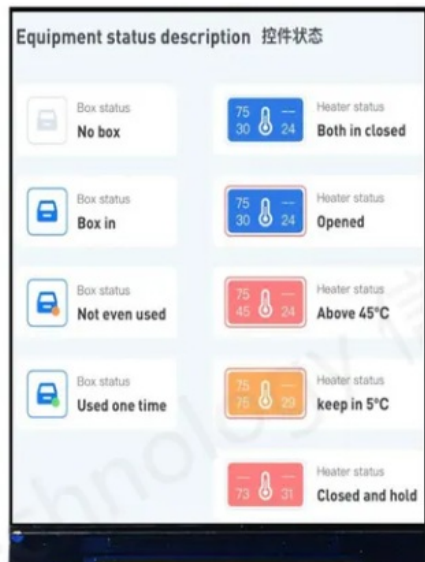 Equipment status description 控件状态
Box status
No box
75 —
30 24
Heater status
Both in closed
Box status
Box in
75 —
30 24
Heater status
Opened
Box status
Not even used
75 —
45 24
Heater status
Above 45°C
Box status
Used one time
75 —
75 29
Heater status
keep in 5°C
— —
73 31
Heater status
Closed and hold
chnology